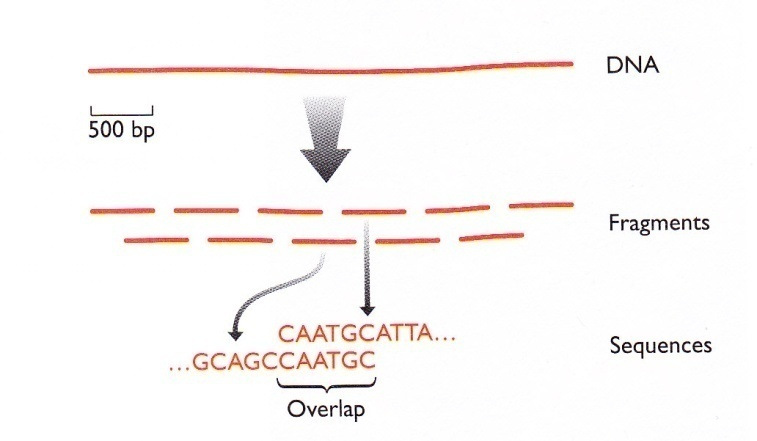 DNA
500 bp
Fragments
CAATGCATTA...
Sequences
...GCAGCCAATGC
Overlap